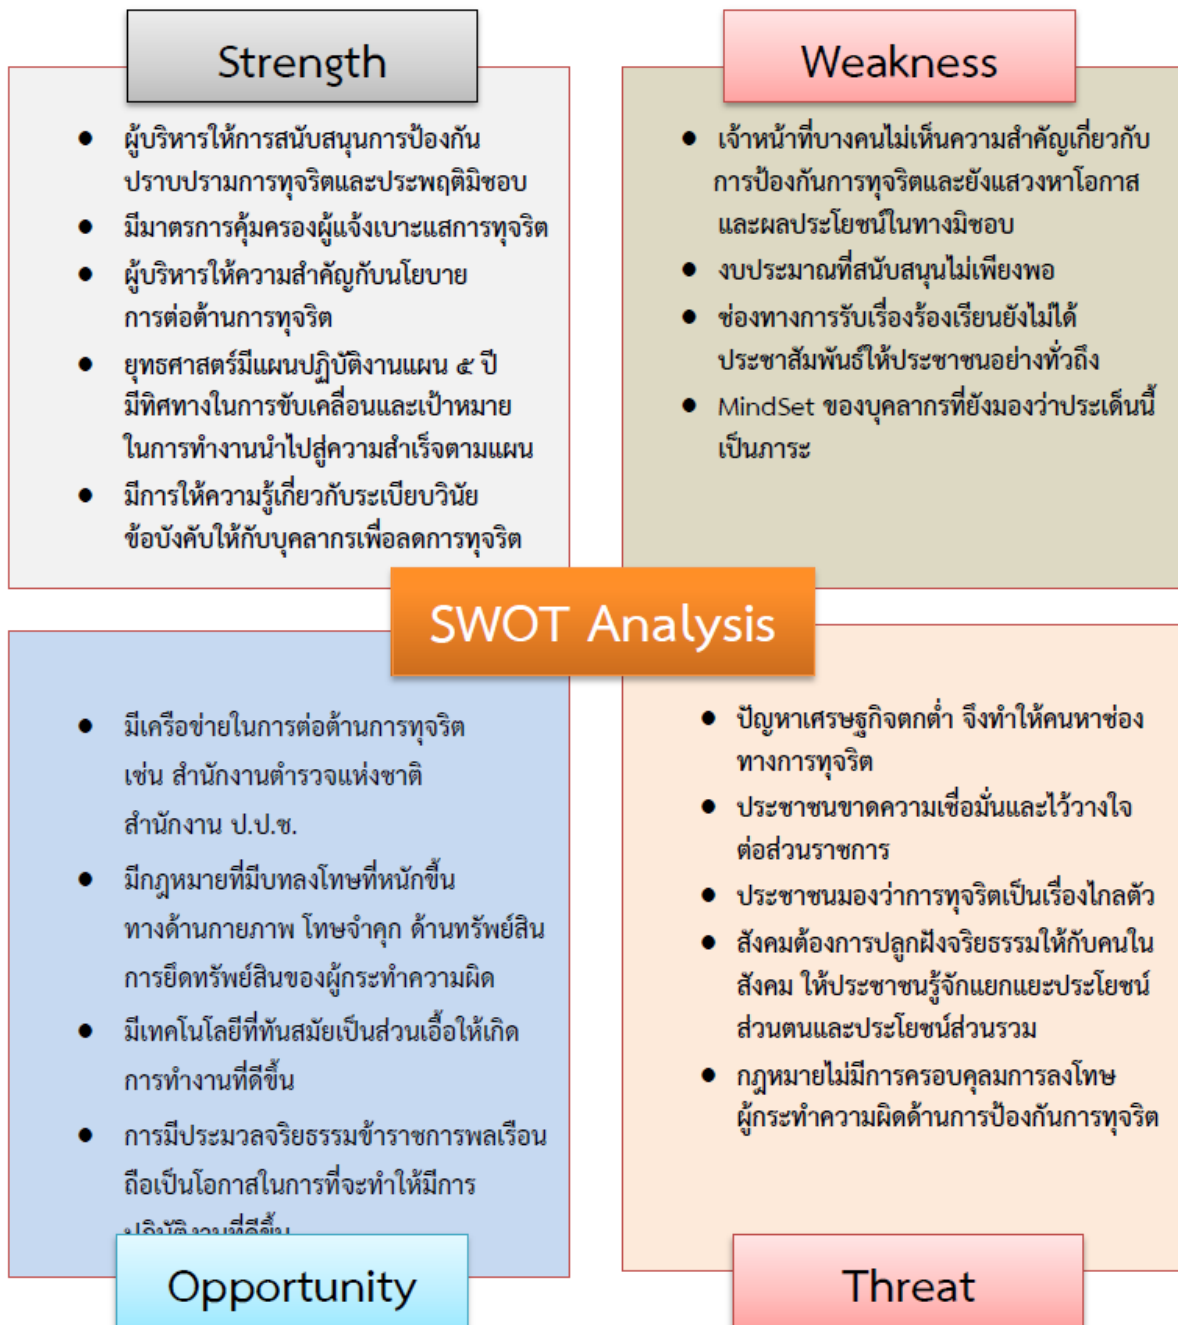 Strength
ผู้บริหารให้การสนับสนุนการป้องกัน
ปราบปรามการทุจริตและประพฤติมิชอบ
มีมาตรการคุ้มครองผู้แจ้งเบาะแสการทุจริต
ผู้บริหารให้ความสำคัญกับนโยบาย
การต่อต้านการทุจริต
ยุทธศาสตร์มีแผนปฏิบัติงานแผน ๕ ปี
มีทิศทางในการขับเคลื่อนและเป้าหมาย
ในการทำงานนำไปสู่ความสำเร็จตามแผน
มีการให้ความรู้เกี่ยวกับระเบียบวินัย
ข้อบังคับให้กับบุคลากรเพื่อลดการทุจริต
Weakness
เจ้าหน้าที่บางคนไม่เห็นความสำคัญเกี่ยวกับ
การป้องกันการทุจริตและยังแสวงหาโอกาส
และผลประโยชน์ในทางมิชอบ
งบประมาณที่สนับสนุนไม่เพียงพอ
ช่องทางการรับเรื่องร้องเรียนยังไม่ได้
ประชาสัมพันธ์ให้ประชาชนอย่างทั่วถึง
MindSet ของบุคลากรที่ยังมองว่าประเด็นนี้
เป็นภาระ
SWOT Analysis
มีเครือข่ายในการต่อต้านการทุจริต
เช่น สำนักงานตำรวจแห่งชาติ
สำนักงาน ป.ป.ช.
มีกฎหมายที่มีบทลงโทษที่หนักขึ้น
ทางด้านกายภาพ โทษจำคุก ด้านทรัพย์สิน
การยึดทรัพย์สินของผู้กระทำความผิด
มีเทคโนโลยีที่ทันสมัยเป็นส่วนเอื้อให้เกิด
การทำงานที่ดีขึ้น
การมีประมวลจริยธรรมข้าราชการพลเรือน
ถือเป็นโอกาสในการที่จะทำให้มีการ
ปฏิบัติงานที่ดีขึ้น
Opportunity
ปัญหาเศรษฐกิจตกต่ำ จึงทำให้คนหาช่อง
ทางการทุจริต
ประชาชนขาดความเชื่อมั่นและไว้วางใจ
ต่อส่วนราชการ
ประชาชนมองว่าการทุจริตเป็นเรื่องไกลตัว
สังคมต้องการปลูกฝังจริยธรรมให้กับคนใน
สังคม ให้ประชาชนรู้จักแยกแยะประโยชน์
ส่วนตนและประโยชน์ส่วนรวม
กฎหมายไม่มีการครอบคุลมการลงโทษ
ผู้กระทำความผิดด้านการป้องกันการทุจริต
Threat